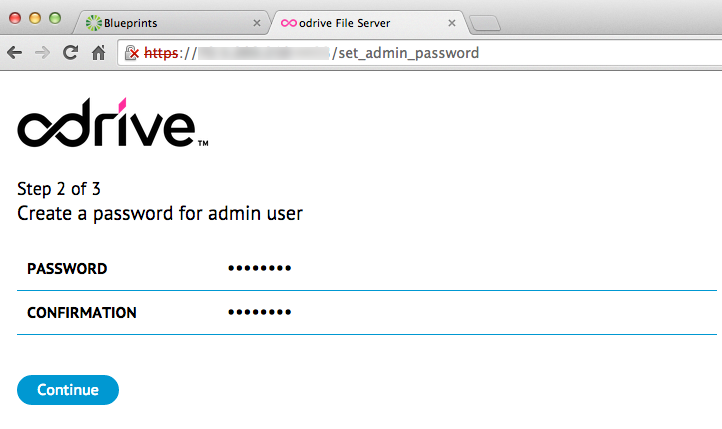 Blueprints
odrive File Server
https:// /set_admin_password
odrive™
Step 2 of 3
Create a password for admin user
PASSWORD ••••••••
CONFIRMATION ••••••••
Continue